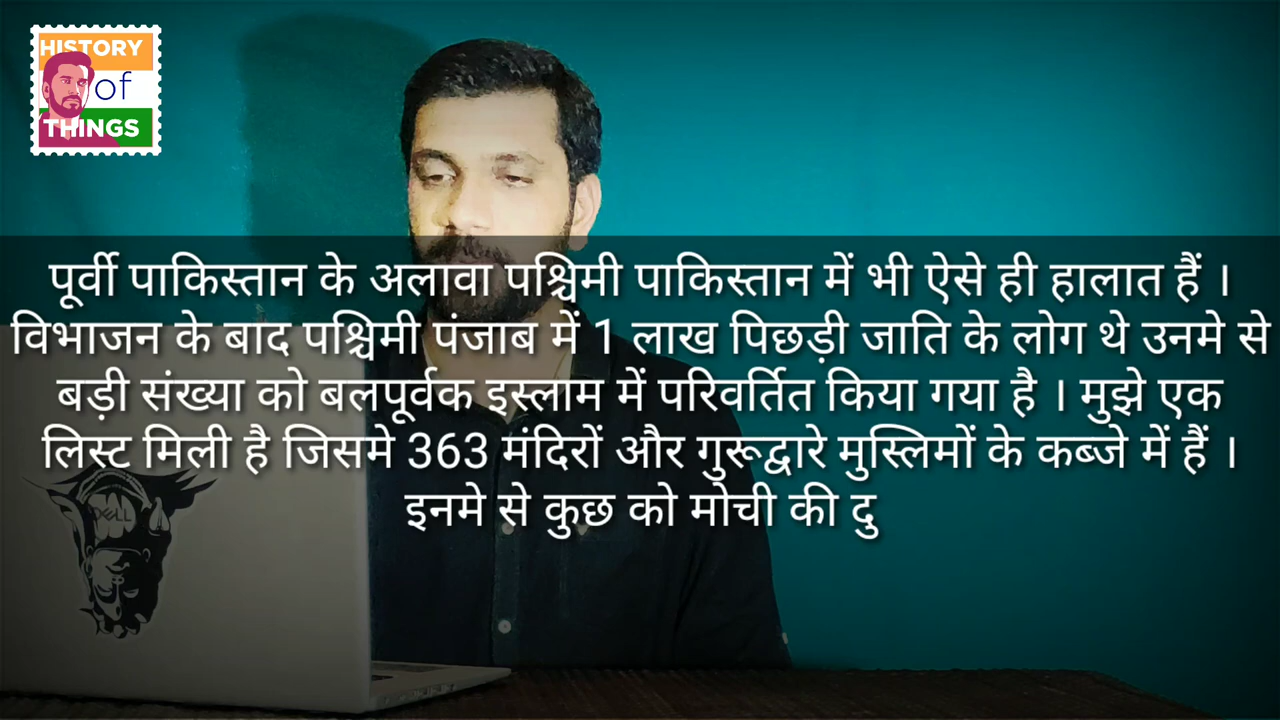 HISTORY
of
THINGS
पूर्वी पाकिस्तान के अलावा पश्चिमी पाकिस्तान में भी ऐसे ही हालात हैं ।
विभाजन के बाद पश्चिमी पंजाब में 1 लाख पिछड़ी जाति के लोग थे उनमे से
बड़ी संख्या को बलपूर्वक इस्लाम में परिवर्तित किया गया है । मुझे एक
लिस्ट मिली है जिसमे 363 मंदिरों और गुरूद्वारे मुस्लिमों के कब्जे में हैं ।
इनमे से कुछ को मोची की दु
DELL